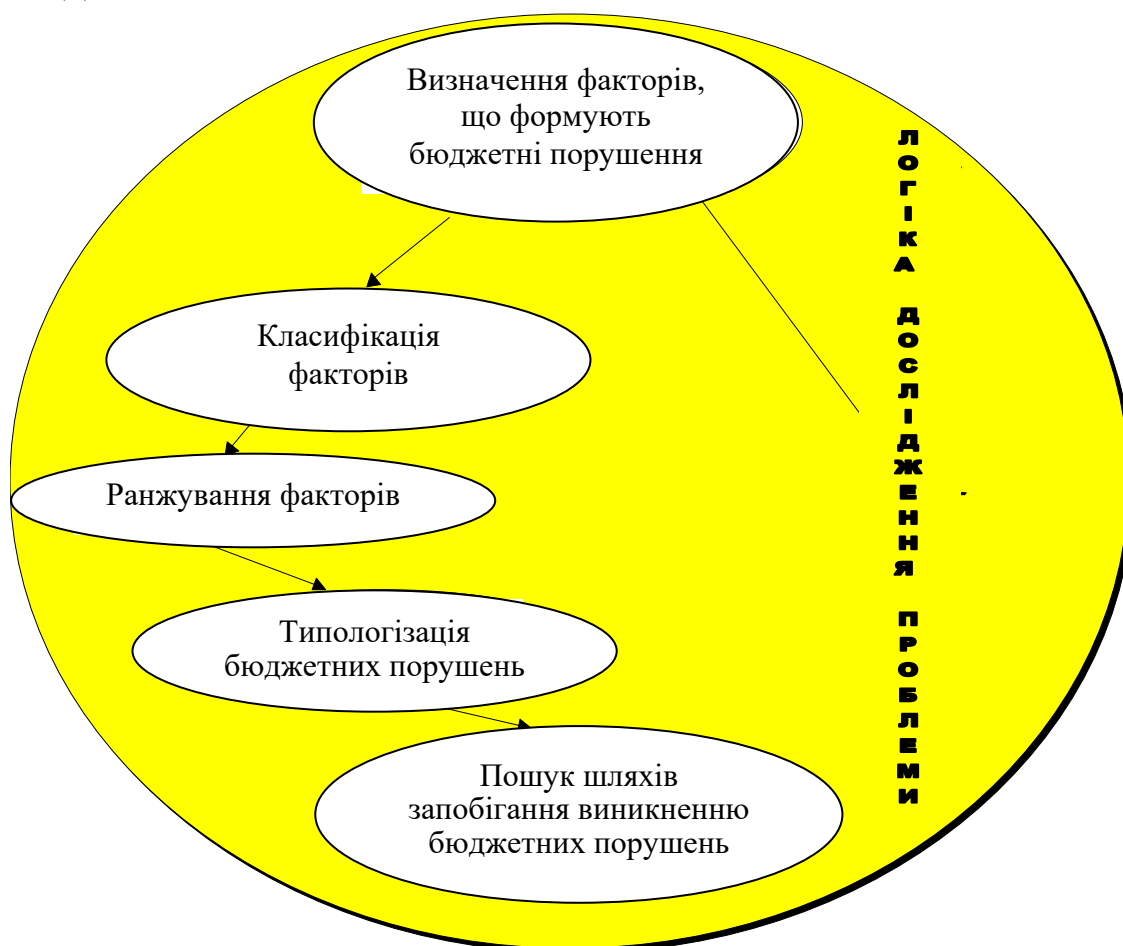 Визначення факторів,
що формують
бюджетні порушення
Класифікація
факторів
Ранжування факторів
Типологізація
бюджетних порушень
Пошук шляхів
запобігання виникненню
бюджетних порушень
ЛОГІКА ДОСЛІДЖЕННЯ ПРОБЛЕМИ